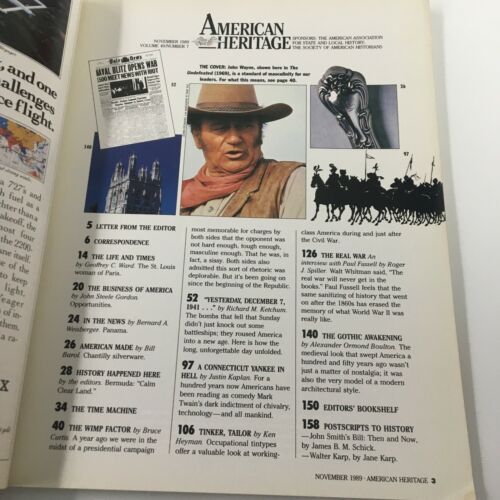 NOVEMBER 1989
VOLUME 40/NUMBER 7
AMERICAN
HERITAGE
SPONSORS: THE AMERICAN ASSOCIATION
FOR STATE AND LOCAL HISTORY,
THE SOCIETY OF AMERICAN HISTORIANS
THE COVER: John Wayne, shown here in The
Undefeated (1969), is a standard of masculinity for our
leaders. For what this means, see page 40.
NAVAL BLITZ OPENS WAR
1500 MEET NEWS WITH RIOT
52
26
146
97
5 LETTER FROM THE EDITOR
6 CORRESPONDENCE
14 THE LIFE AND TIMES
by Geoffrey C. Ward. The St. Louis
woman of Paris.
20 THE BUSINESS OF AMERICA
by John Steele Gordon.
Opportunities.
24 IN THE NEWS by Bernard A.
Weisberger. Panama.
26 AMERICAN MADE by Bill
Barol. Chantilly silverware.
28 HISTORY HAPPENED HERE
by the editors. Bermuda: "Calm
Clear Land."
34 THE TIME MACHINE
40 THE WIMP FACTOR by Bruce
Curtis. A year ago we were in the
midst of a presidential campaign
most memorable for charges by
both sides that the opponent was
not hard enough, tough enough,
masculine enough. That he was, in
fact, a sissy. Both sides also
admitted this sort of rhetoric was
deplorable. But it's been going on
since the beginning of the Republic.
52 "YESTERDAY, DECEMBER 7,
1941 . . ." by Richard M. Ketchum.
The bombs that fell that Sunday
didn't just knock out some
battleships; they roused America
into a new age. Here is how the
long, unforgettable day unfolded.
97 A CONNECTICUT YANKEE IN
HELL by Justin Kaplan. For a
hundred years now Americans have
been reading as comedy Mark
Twain's dark indictment of chivalry,
technology—and all mankind.
106 TINKER, TAILOR by Ken
Heyman. Occupational tintypes
offer a valuable look at working-
class America during and just after
the Civil War.
126 THE REAL WAR An
interview with Paul Fussell by Roger
J. Spiller Walt Whitman said, "The
real war will never get in the
books." Paul Fussell feels that the
same sanitizing of history that went
on after the 1860s has erased the
memory of what World War II was
really like.
140 THE GOTHIC AWAKENING
by Alexander Ormond Boulton. The
medieval look that swept America a
hundred and fifty years ago wasn't
just a matter of nostalgia; it was
also the very model of a modern
architectural style.
150 EDITORS' BOOKSHELF
158 POSTSCRIPTS TO HISTORY
—John Smith's Bill: Then and Now,
by James B. M. Schick.
—Walter Karp, by Jane Karp.
NOVEMBER 1989 · AMERICAN HERITAGE 3
and one
challenges
ce flight.
a 727's and
h fuel as a